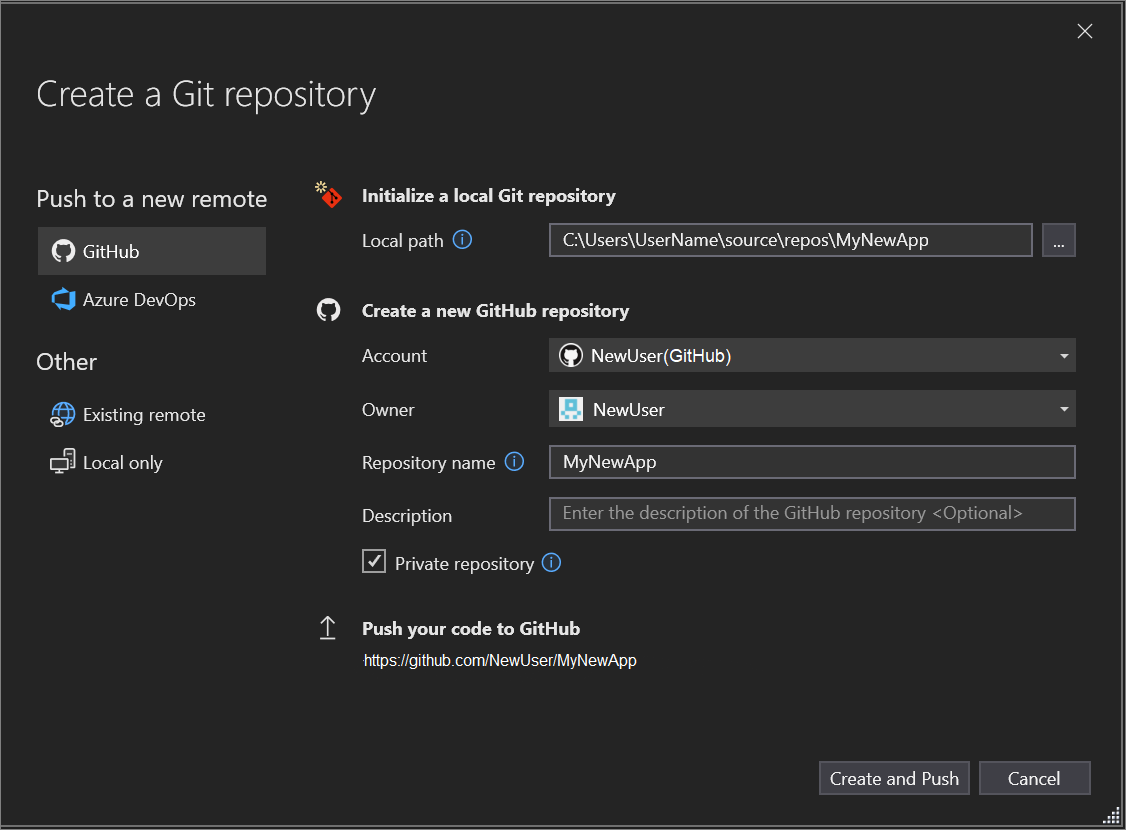 Create a Git repository
Push to a new remote
GitHub
Azure DevOps
Other
Existing remote
Local only
Initialize a local Git repository
Local path
C:\Users\UserName\source\repos\MyNewApp
...
Create a new GitHub repository
Account
NewUser(GitHub)
Owner
NewUser
Repository name
MyNewApp
Description
Enter the description of the GitHub repository <Optional>
Private repository
Push your code to GitHub
https://github.com/NewUser/MyNewApp
Create and Push
Cancel